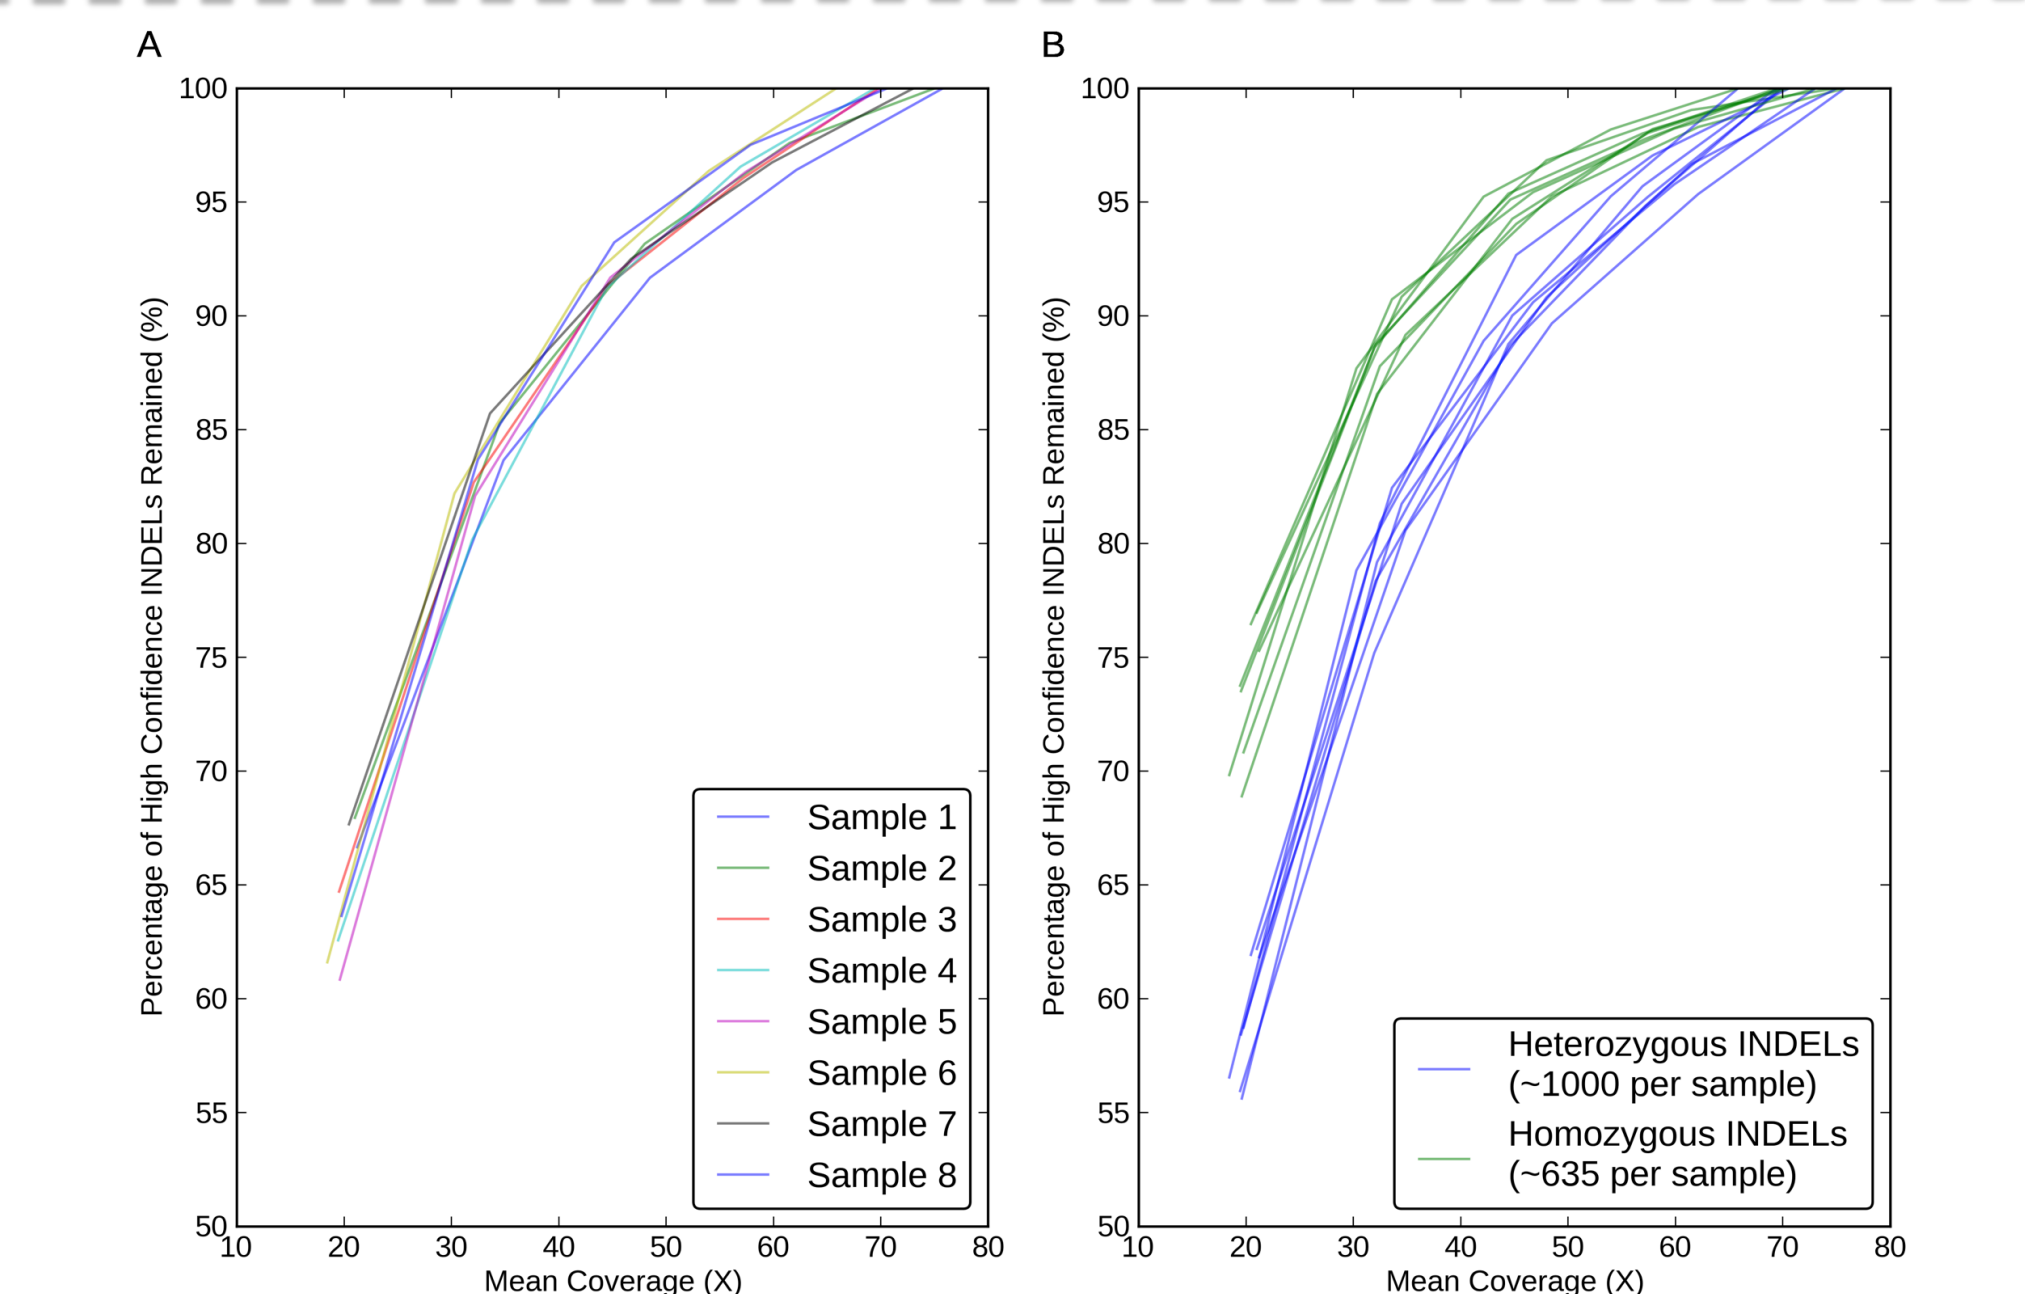 A
B
100
95
90
85
80
75
70
65
60
55
50
10 20 30 40 50 60 70 80
Percentage of High Confidence INDELs Remained (%)
Mean Coverage (X)
Sample 1
Sample 2
Sample 3
Sample 4
Sample 5
Sample 6
Sample 7
Sample 8
100
95
90
85
80
75
70
65
60
55
50
10 20 30 40 50 60 70 80
Percentage of High Confidence INDELs Remained (%)
Mean Coverage (X)
Heterozygous INDELs
(~1000 per sample)
Homozygous INDELs
(~635 per sample)